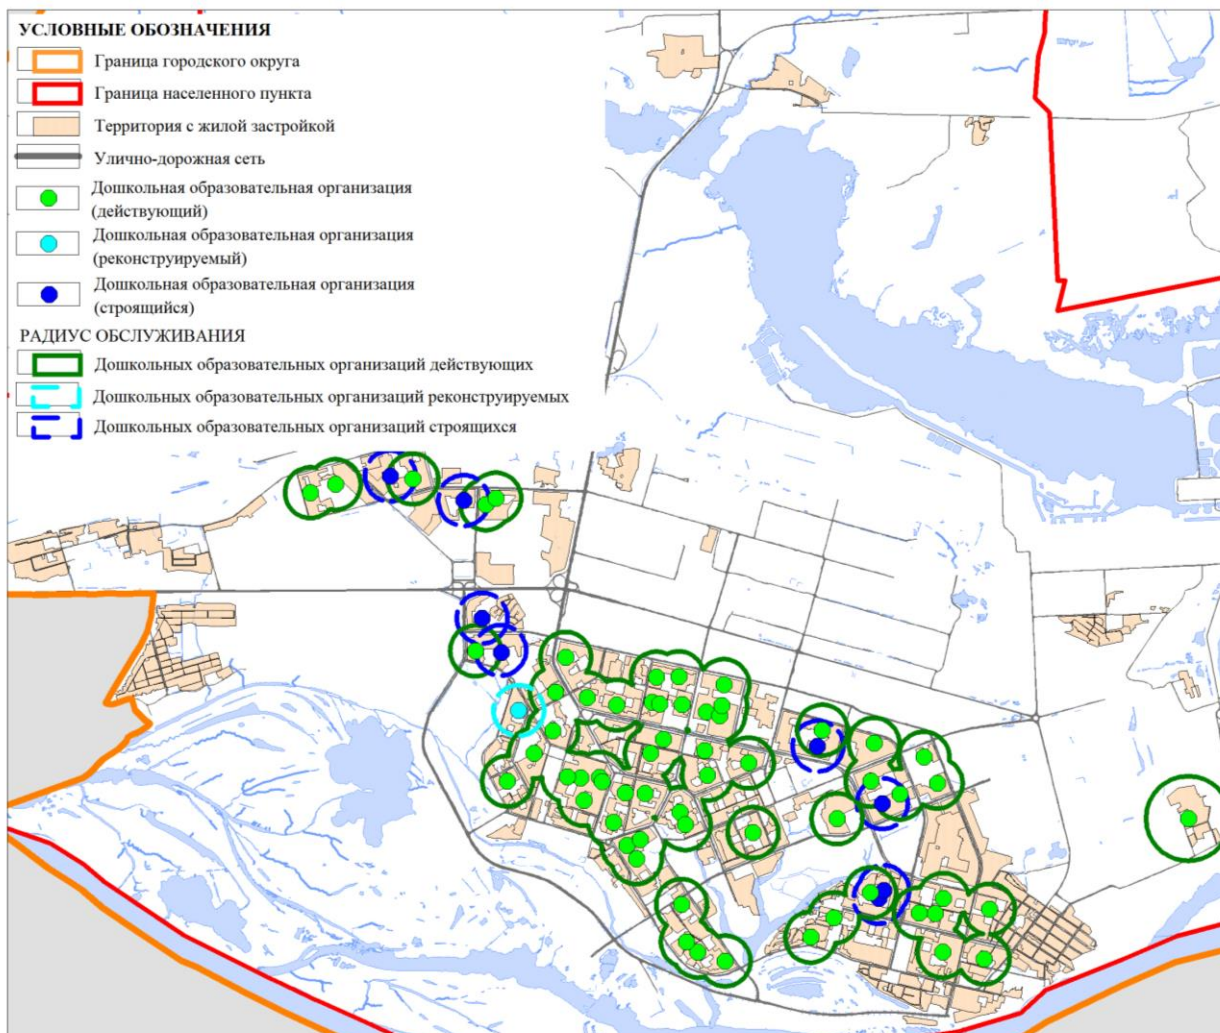 УСЛОВНЫЕ ОБОЗНАЧЕНИЯ
Граница городского округа
Граница населенного пункта
Территория с жилой застройкой
Улично-дорожная сеть
Дошкольная образовательная организация
(действующий)
Дошкольная образовательная организация
(реконструируемый)
Дошкольная образовательная организация
(строящийся)
РАДИУС ОБСЛУЖИВАНИЯ
Дошкольных образовательных организаций действующих
Дошкольных образовательных организаций реконструируемых
Дошкольных образовательных организаций строящихся